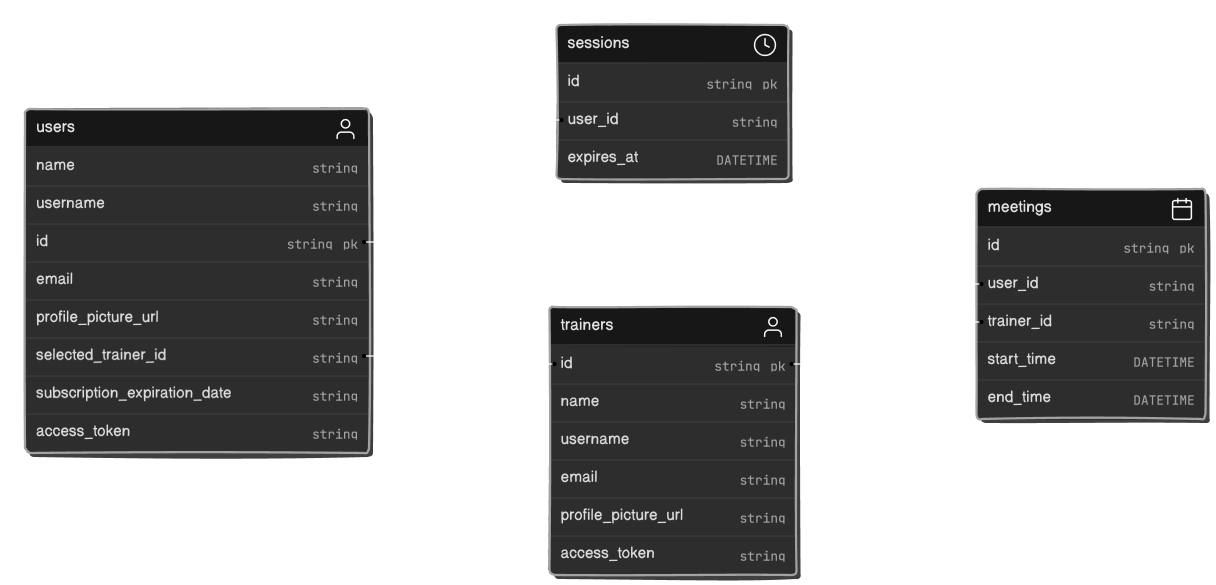 users
name string
username string
id string pk
email string
profile_picture_url string
selected_trainer_id string
subscription_expiration_date string
access_token string
sessions
id string pk
user_id string
expires_at DATETIME
trainers
id string pk
name string
username string
email string
profile_picture_url string
access_token string
meetings
id string pk
user_id string
trainer_id string
start_time DATETIME
end_time DATETIME